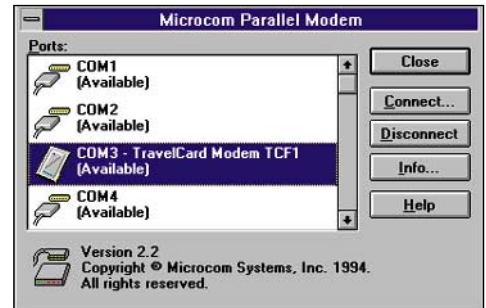 Microcom Parallel Modem
Ports:
COM1
(Available)
COM2
(Available)
COM3 - TravelCard Modem TCF1
(Available)
COM4
(Available)
Close
Connect...
Disconnect
Info...
Help
Version 2.2
Copyright © Microcom Systems, Inc. 1994.
All rights reserved.